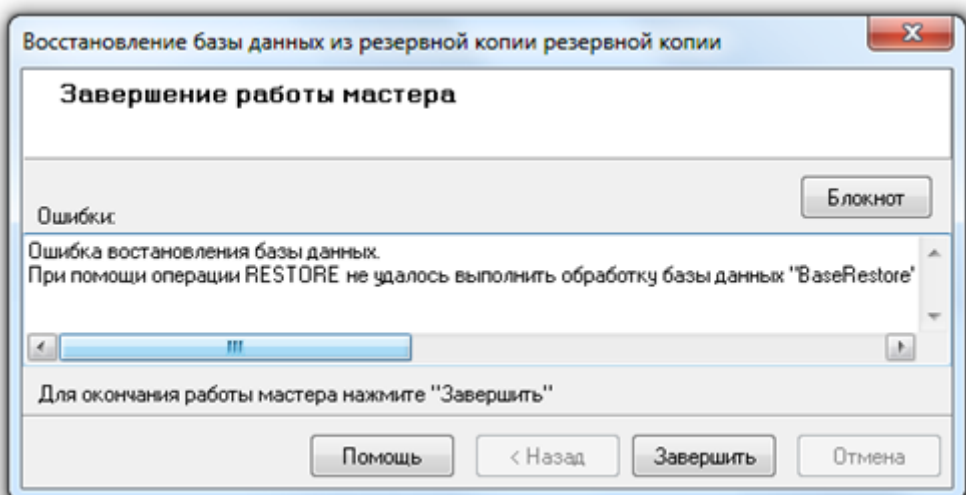 Восстановление базы данных из резервной копии резервной копии
Завершение работы мастера
Блокнот
Ошибки:
Ошибка востановления базы данных.
При помощи операции RESTORE не удалось выполнить обработку базы данных "BaseRestore"
Для окончания работы мастера нажмите "Завершить"
Помощь
< Назад
Завершить
Отмена